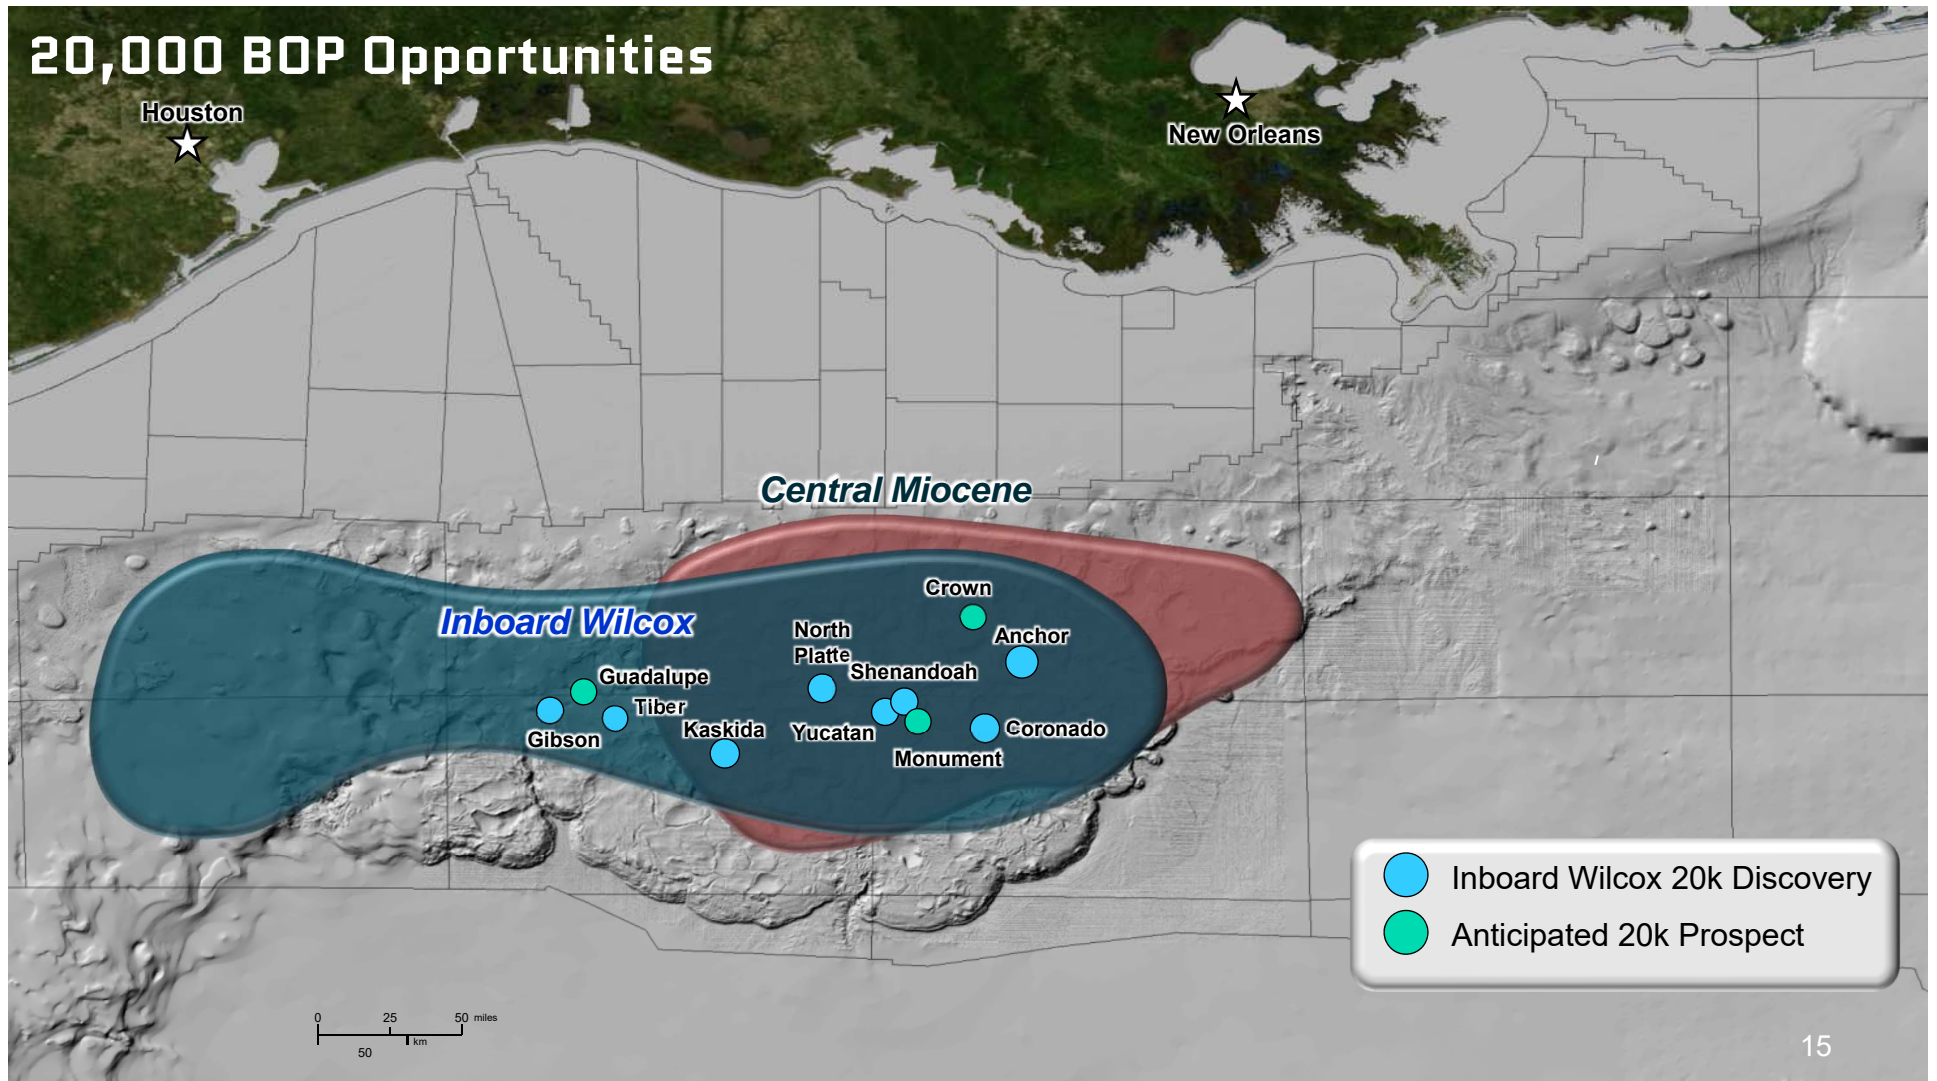 20,000 BOP Opportunities
Houston
New Orleans
Central Miocene
Inboard Wilcox
Crown
North
Platte
Anchor
Shenandoah
Guadalupe
Tiber
Gibson
Kaskida
Yucatan
Coronado
Monument
Inboard Wilcox 20k Discovery
Anticipated 20k Prospect
0 25 50 miles
50 km
15